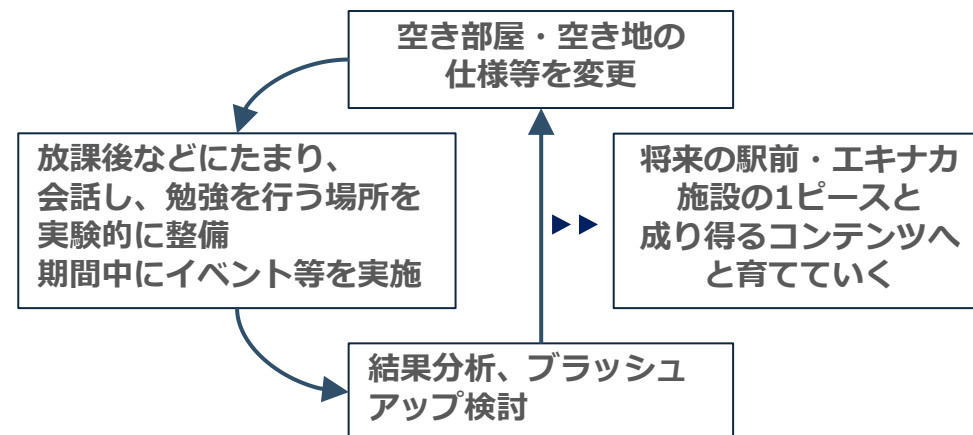 空き部屋・空き地の
仕様等を変更
放課後などにたまり、
会話し、勉強を行う場所を
実験的に整備
期間中にイベント等を実施
将来の駅前・エキナカ
施設の1ピースと
成り得るコンテンツへ
と育てていく
結果分析、ブラッシュ
アップ検討